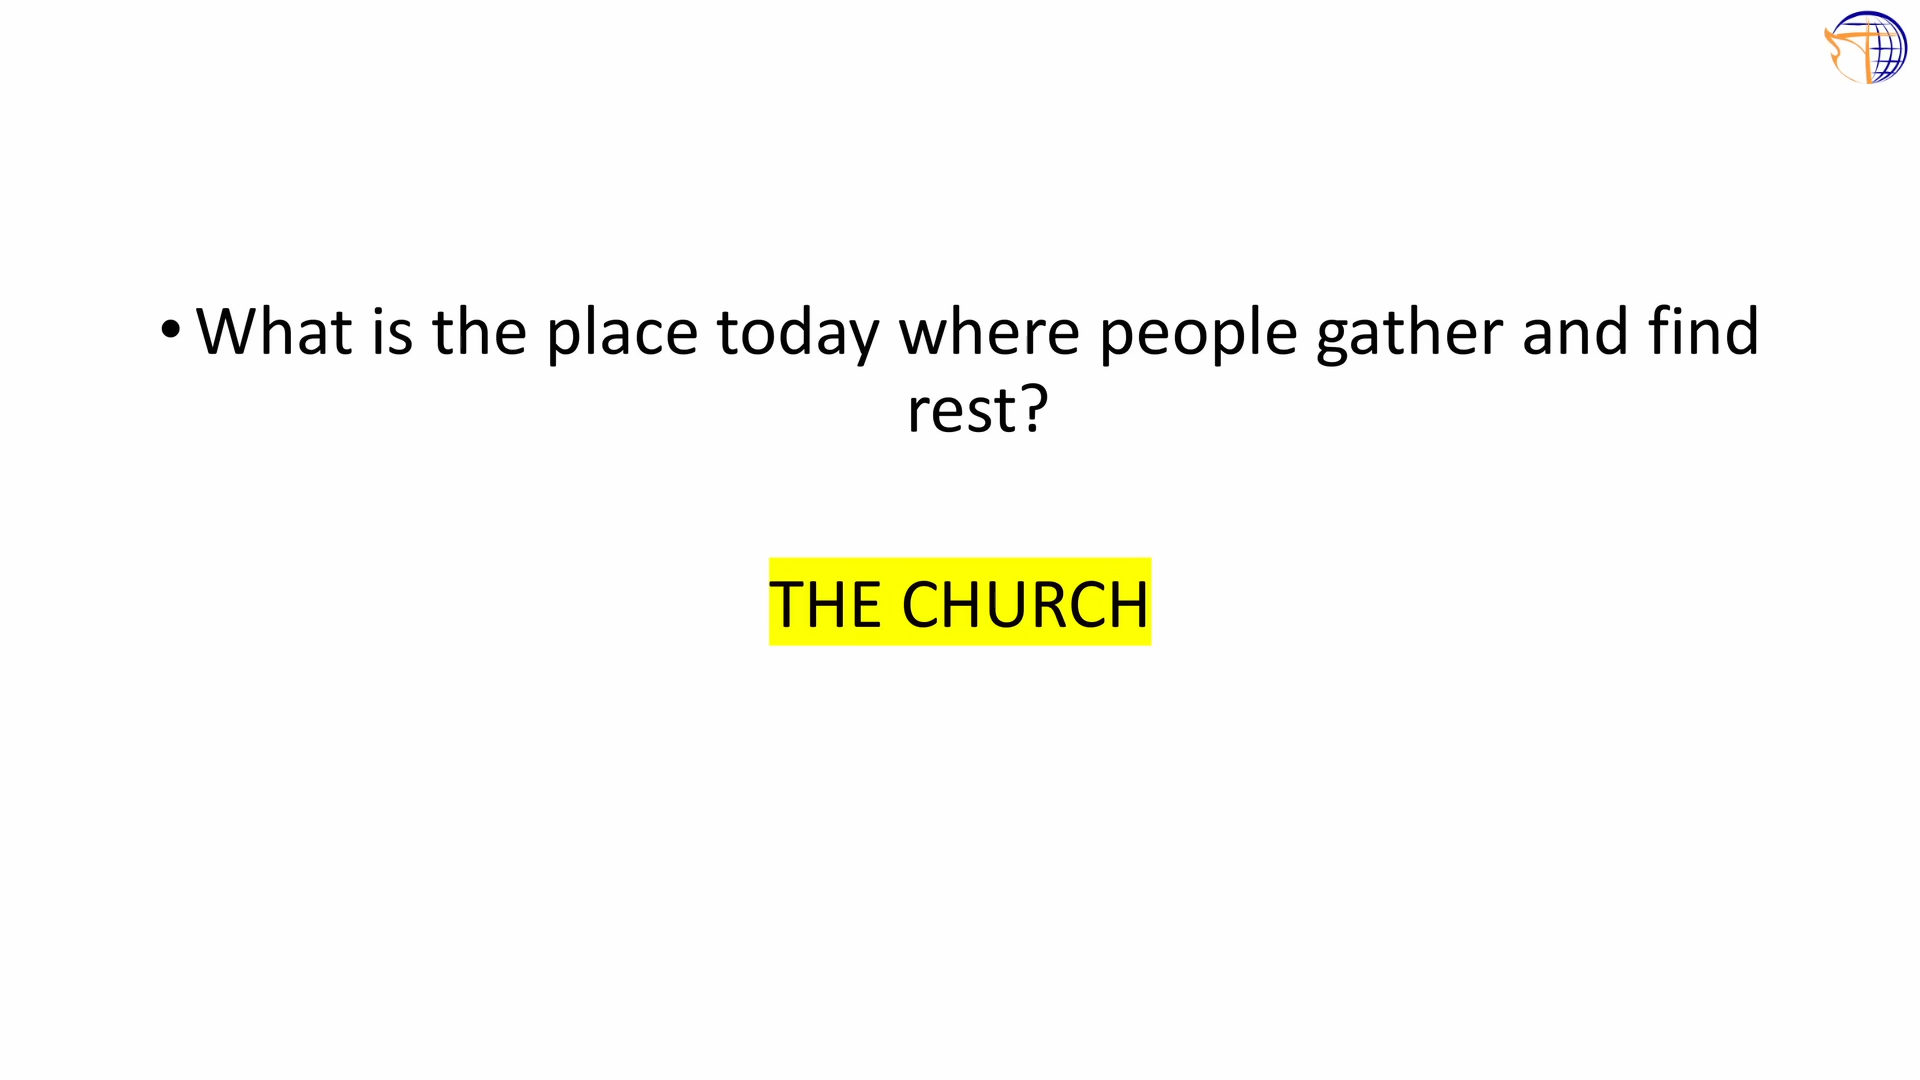 • What is the place today where people gather and find
rest?
THE CHURCH